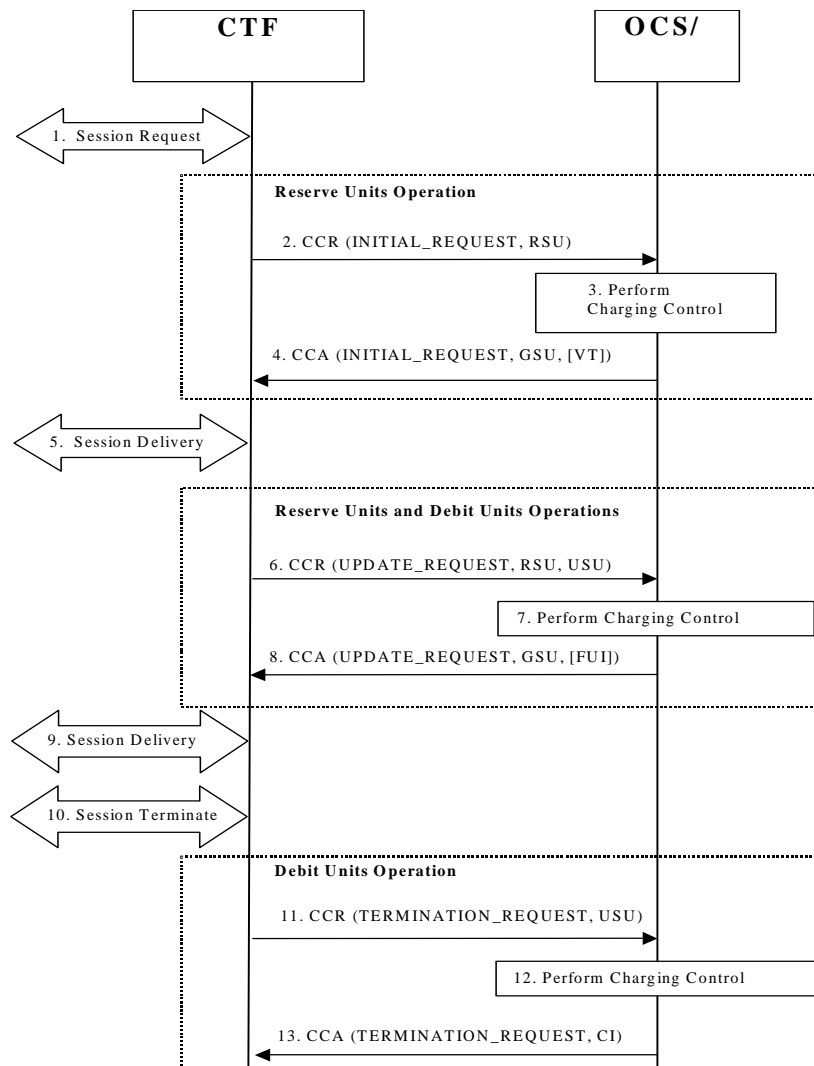 CTF
OCS/
1. Session Request
Reserve Units Operation
2. CCR (INITIAL_REQUEST, RSU)
3. Perform
Charging Control
4. CCA (INITIAL_REQUEST, GSU, [VT])
5. Session Delivery
Reserve Units and Debit Units Operations
6. CCR (UPDATE_REQUEST, RSU, USU)
7. Perform Charging Control
8. CCA (UPDATE_REQUEST, GSU, [FUI])
9. Session Delivery
10. Session Terminate
Debit Units Operation
11. CCR (TERMINATION_REQUEST, USU)
12. Perform Charging Control
13. CCA (TERMINATION_REQUEST, CI)